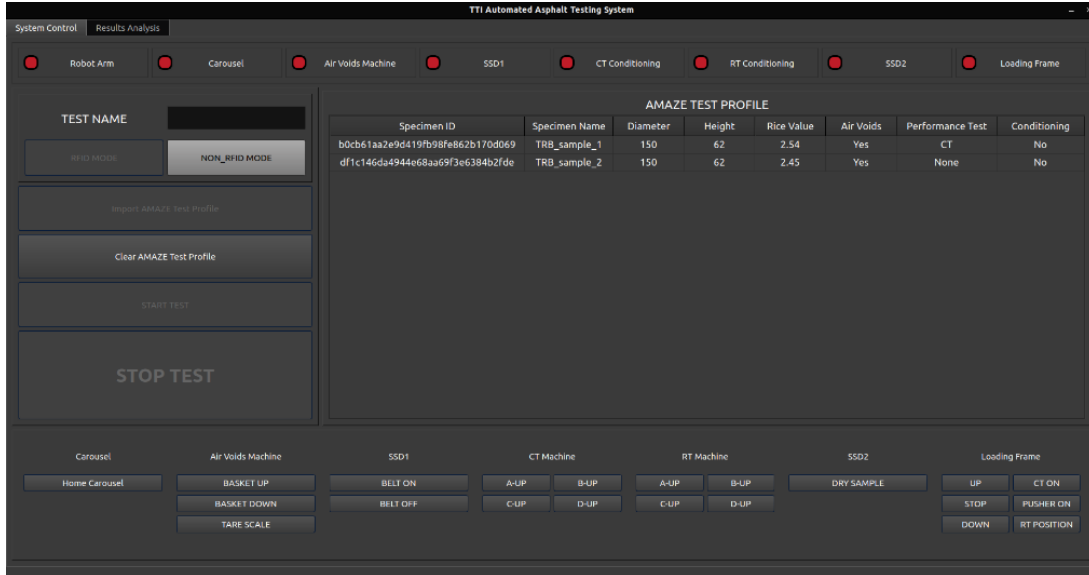 TTI Automated Asphalt Testing System
System Control Results Analysis
Robot Arm Carousel Air Voids Machine SSD1 CT Conditioning RT Conditioning SSD2 Loading Frame
TEST NAME
RFID MODE NON_RFID MODE
Import AMAZE Test Profile
Clear AMAZE Test Profile
START TEST
STOP TEST
AMAZE TEST PROFILE
Specimen ID Specimen Name Diameter Height Rice Value Air Voids Performance Test Conditioning
b0cb61aa2e9d419fb98fe862b170d069 TRB_sample_1 150 62 2.54 Yes CT No
df1c146da4944e68aa69f3e6384b2fde TRB_sample_2 150 62 2.45 Yes None No
Carousel Air Voids Machine SSD1 CT Machine RT Machine SSD2 Loading Frame
Home Carousel BASKET UP BELT ON A-UP B-UP A-UP B-UP DRY SAMPLE UP CT ON
BASKET DOWN BELT OFF C-UP D-UP C-UP D-UP STOP PUSHER ON
TARE SCALE DOWN RT POSITION